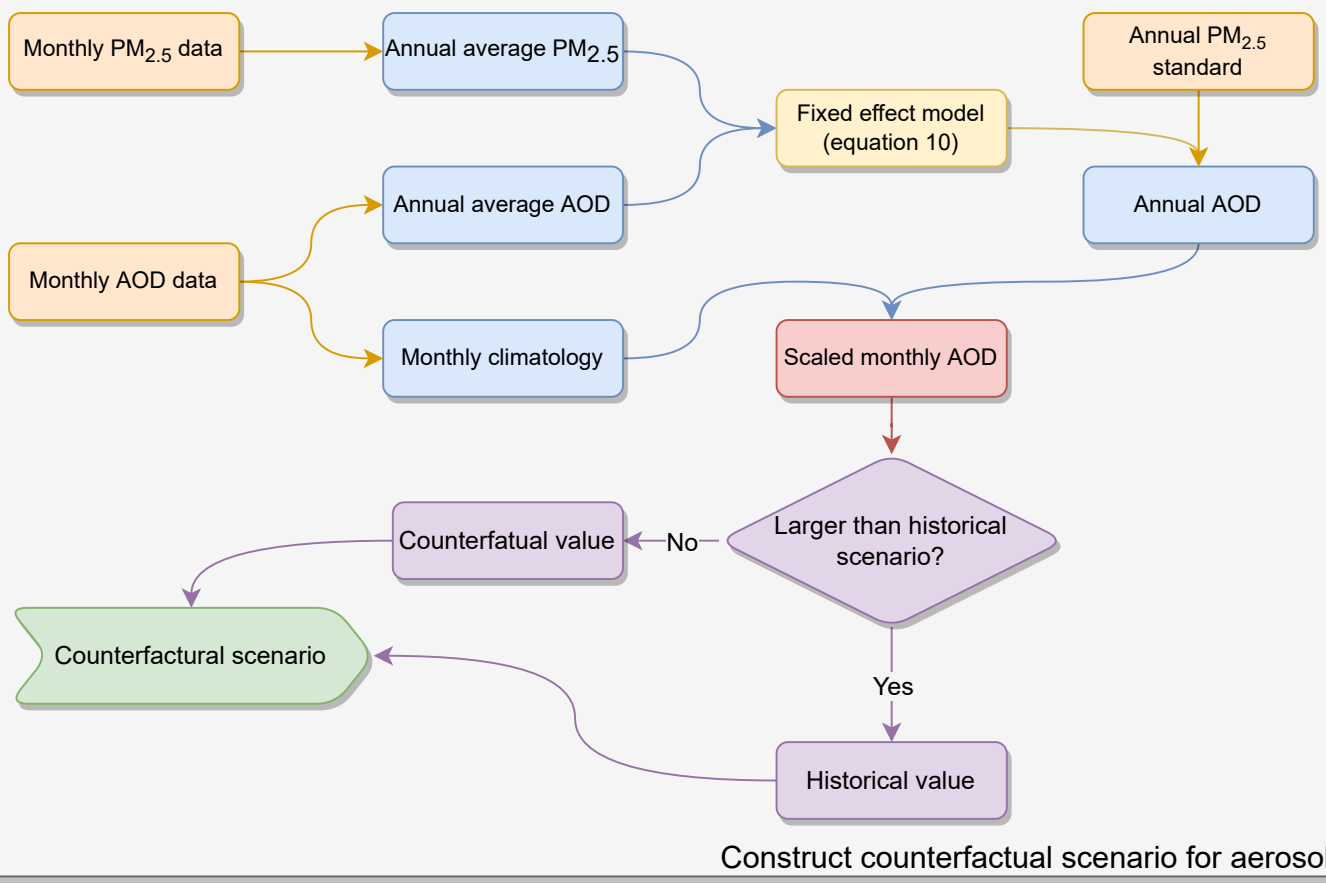 Monthly PM2.5 data
Annual average PM2.5
Annual PM2.5
standard
Fixed effect model
(equation 10)
Annual average AOD
Annual AOD
Monthly AOD data
Monthly climatology
Scaled monthly AOD
Larger than historical
scenario?
No
Counterfatual value
Counterfactural scenario
Yes
Historical value
Construct counterfactual scenario for aeroso